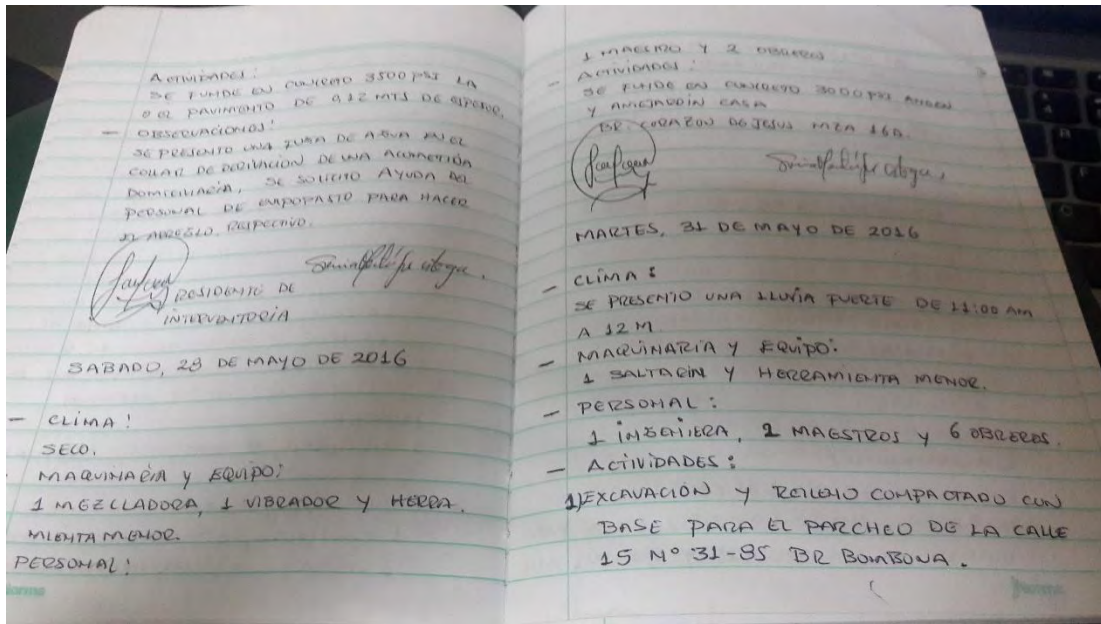 ACTIVIDADES:
SE FUNDE EN CONCRETO 3500 PSI LA
O EL PAVIMENTO DE 0,12 MTS DE ESPESOR.
— OBSERVACIONES:
SE PRESENTO UNA FUGA DE AGUA EN EL
COLLAR DE DERIVACION DE UNA ACOMETIDA
DOMICILIARIA, SE SOLICITO AYUDA DEL
PERSONAL DE EMPOPASTO PARA HACER
EL ARREGLO RESPECTIVO.
RESIDENTE DE
INTERVENTORIA
SABADO, 28 DE MAYO DE 2016
— CLIMA:
SECO.
MAQUINARIA Y EQUIPO:
1 MEZCLADORA, 1 VIBRADOR Y HERRA.
MIENTA MENOR.
PERSONAL:
1 MAESTRO Y 2 OBREROS
— ACTIVIDADES:
SE FUNDE EN CONCRETO 3000 PSI ANDEN
Y ANTEJARDIN CASA
BR. CORAZON DE JESUS MZA 16A.
MARTES, 31 DE MAYO DE 2016
— CLIMA:
SE PRESENTO UNA LLUVIA FUERTE DE 11:00 AM
A 12 M
— MAQUINARIA Y EQUIPO:
1 SALTARIN Y HERRAMIENTA MENOR.
— PERSONAL:
1 INGENIERA, 2 MAESTROS Y 6 OBREROS.
— ACTIVIDADES:
1) EXCAVACIÓN Y RELLENO COMPACTADO CON
BASE PARA EL PARCHEO DE LA CALLE
15 Nº 31-85 BR BOMBONA.